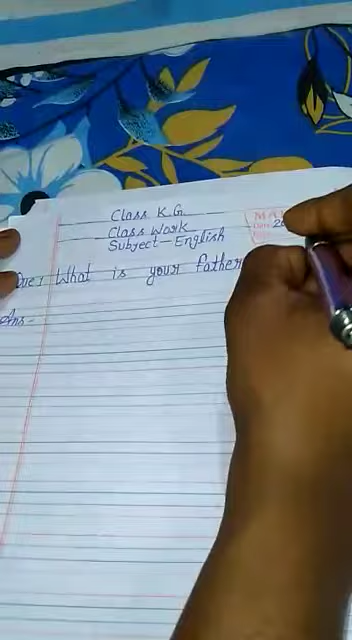 Class K.G.
Class Work
Subject - English
Que: What is your father
Ans-